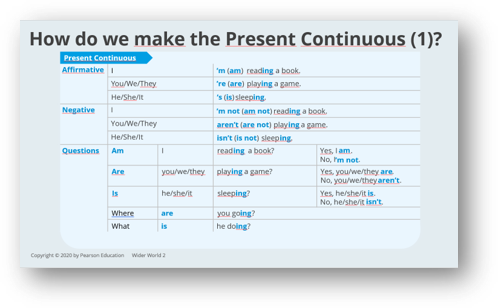 How do we make the Present Continuous (1)?
Present Continuous
Affirmative I 'm (am) reading a book.
You/We/They 're (are) playing a game.
He/She/It 's (is) sleeping.
Negative I 'm not (am not) reading a book.
You/We/They aren't (are not) playing a game.
He/She/It isn't (is not) sleeping.
Questions Am I reading a book? Yes, I am.
No, I'm not.
Are you/we/they playing a game? Yes, you/we/they are.
No, you/we/they aren't.
Is he/she/it sleeping? Yes, he/she/it is.
No, he/she/it isn't.
Where are you going?
What is he doing?
Copyright © 2020 by Pearson Education Wider World 2